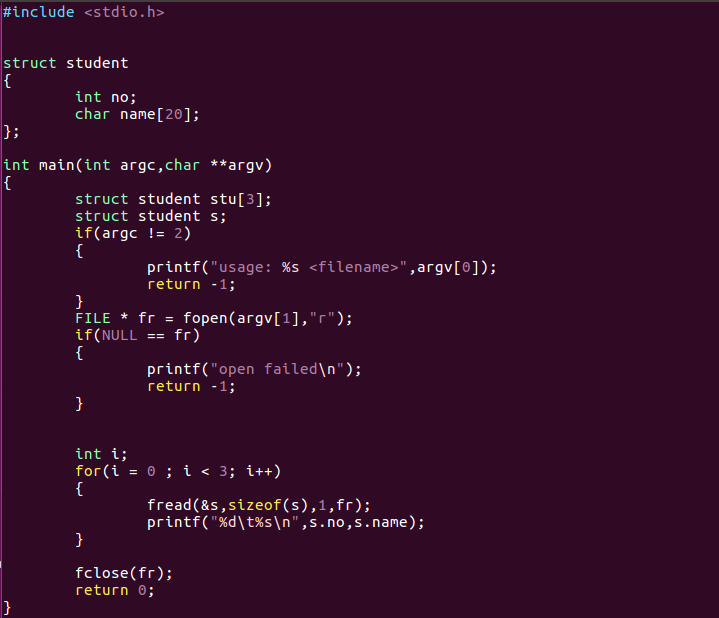 #include <stdio.h>
struct student
{
        int no;
        char name[20];
};
int main(int argc,char **argv)
{
        struct student stu[3];
        struct student s;
        if(argc != 2)
        {
                printf("usage: %s <filename>",argv[0]);
                return -1;
        }
        FILE * fr = fopen(argv[1],"r");
        if(NULL == fr)
        {
                printf("open failed\n");
                return -1;
        }
        int i;
        for(i = 0 ; i < 3; i++)
        {
                fread(&s,sizeof(s),1,fr);
                printf("%d\t%s\n",s.no,s.name);
        }
        fclose(fr);
        return 0;
}